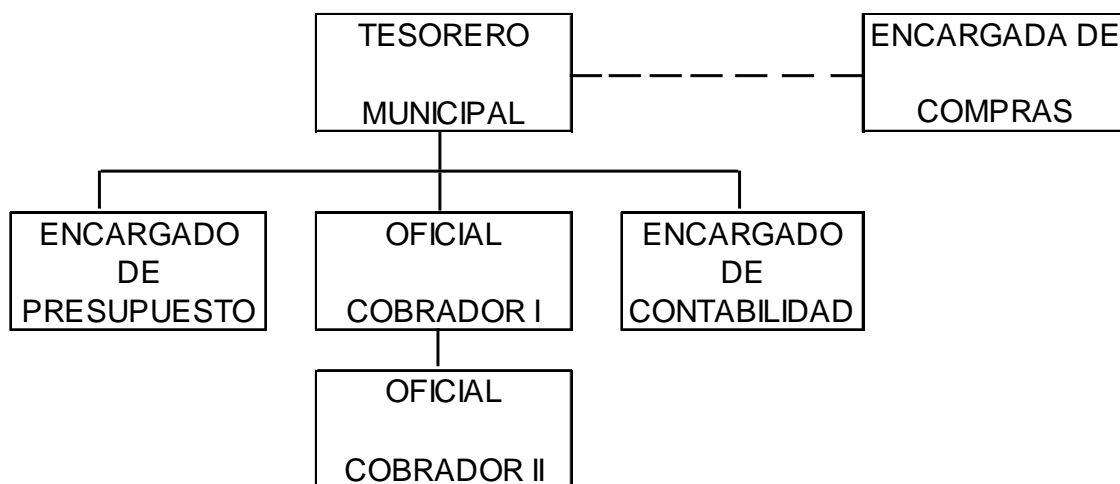 TESORERO
MUNICIPAL
ENCARGADA DE
COMPRAS
ENCARGADO
DE
PRESUPUESTO
OFICIAL
COBRADOR I
ENCARGADO
DE
CONTABILIDAD
OFICIAL
COBRADOR II